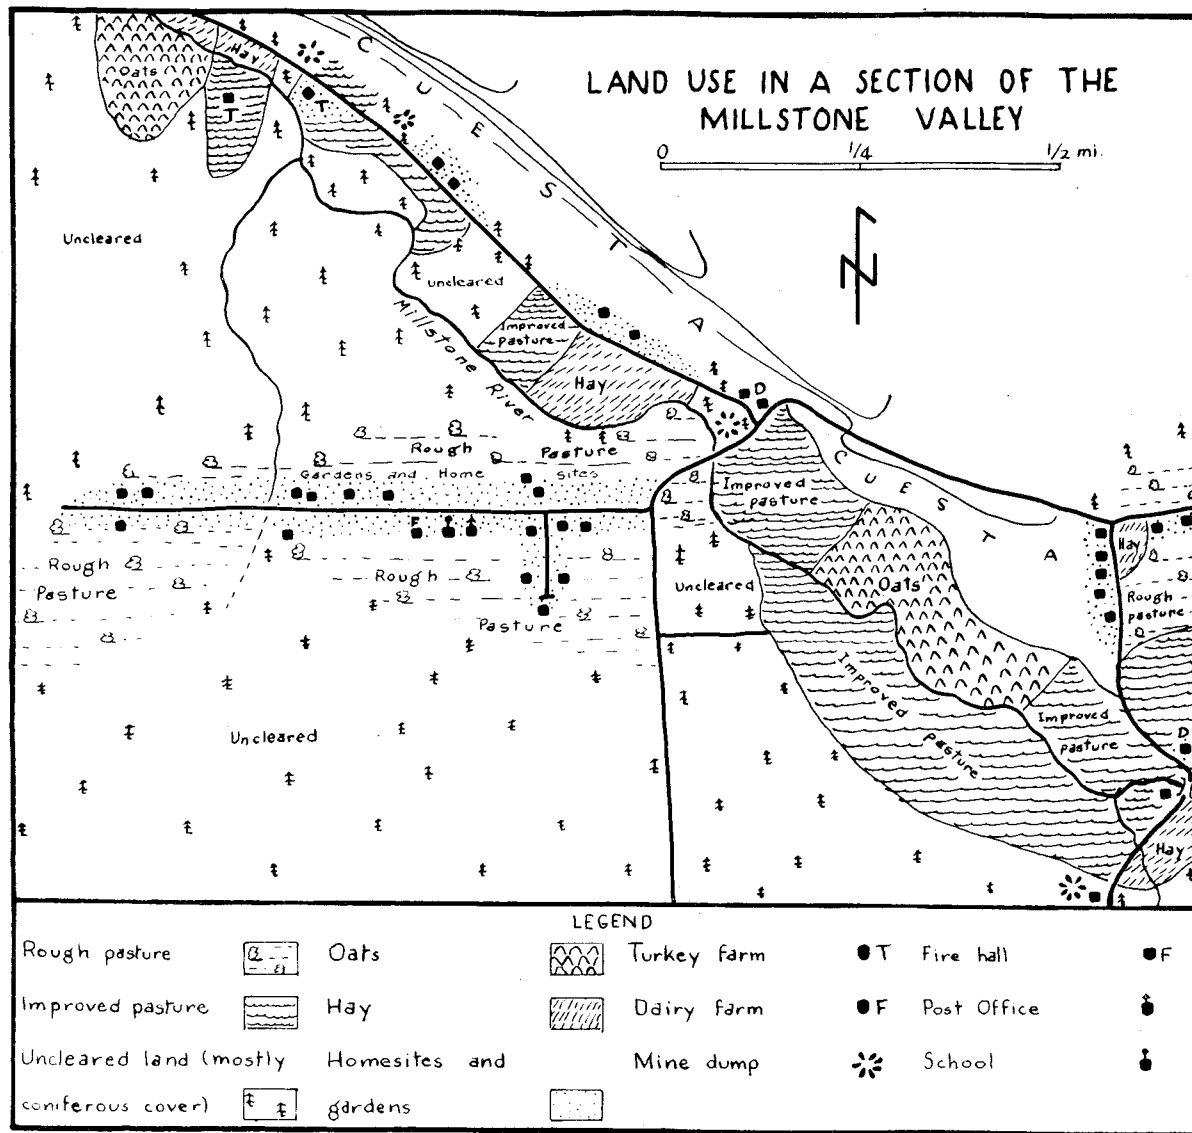 LAND USE IN A SECTION OF THE
MILLSTONE VALLEY
0 1/4 1/2 mi.
N
CUESTA
Oats
Hay
T
T
Uncleared
Uncleared
Millstone River
Improved
pasture
Hay
D
Rough Pasture
Gardens and Home sites
F
Rough
Pasture
Rough
Pasture
Improved
pasture
CUESTA
Oats
Uncleared
Hay
Rough
pasture
Improved Pasture
Improved
pasture
D
Uncleared
Hay
LEGEND
Rough pasture Oats Turkey farm T Fire hall F
Improved pasture Hay Dairy farm F Post Office
Uncleared land (mostly Homesites and Mine dump School
coniferous cover) gardens